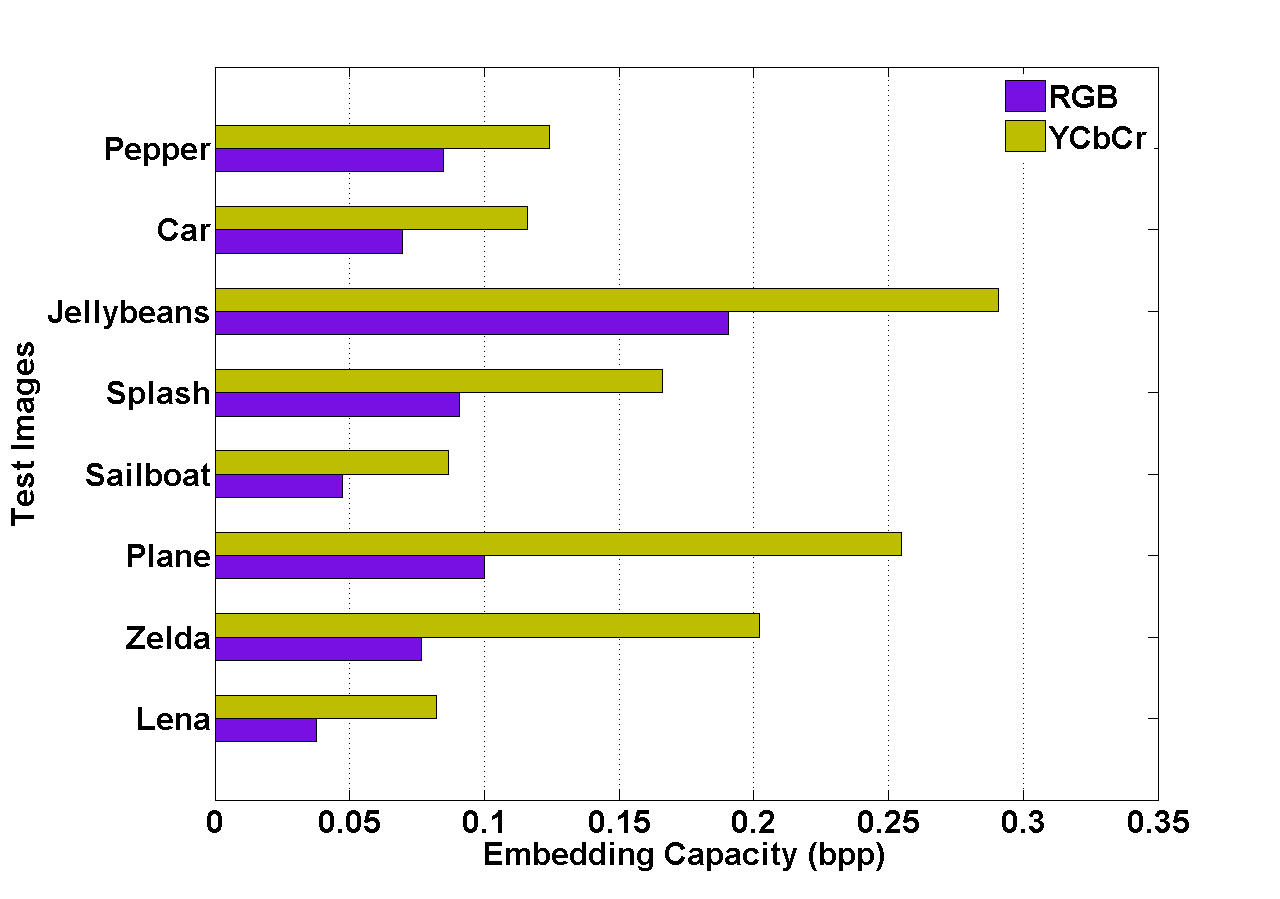 RGB
YCbCr
Pepper
Car
Jellybeans
Splash
Sailboat
Plane
Zelda
Lena
Test Images
0 0.05 0.1 0.15 0.2 0.25 0.3 0.35
Embedding Capacity (bpp)